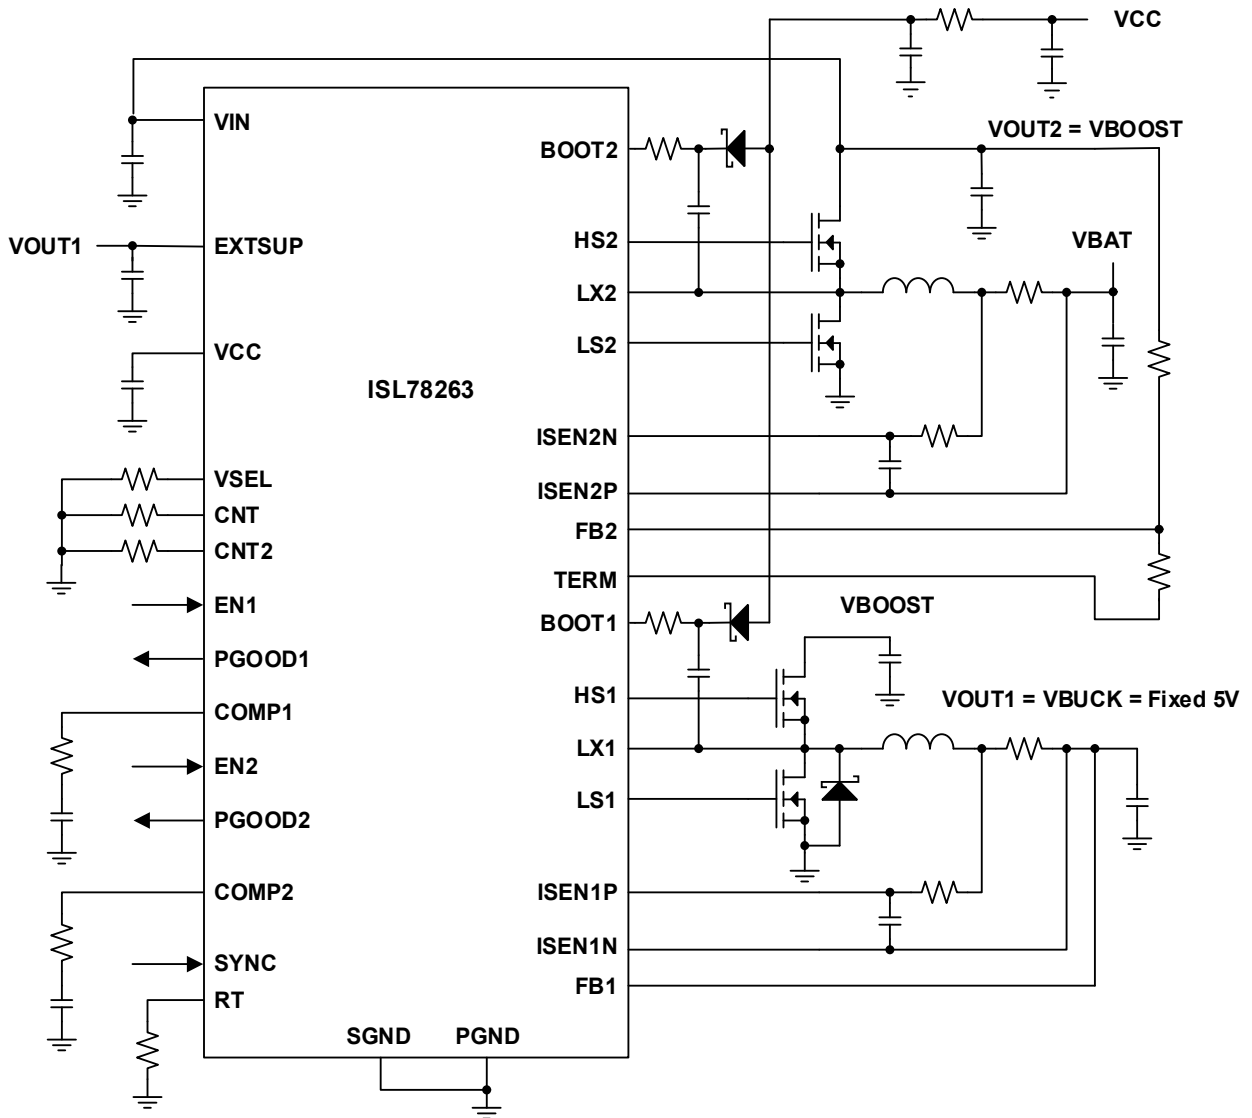 VCC
VIN
VOUT2 = VBOOST
BOOT2
VOUT1
EXTSUP
HS2
VBAT
LX2
VCC
LS2
ISL78263
ISEN2N
VSEL
ISEN2P
CNT
FB2
CNT2
TERM
EN1
VBOOST
BOOT1
PGOOD1
HS1
VOUT1 = VBUCK = Fixed 5V
COMP1
LX1
EN2
LS1
PGOOD2
COMP2
ISEN1P
ISEN1N
SYNC
FB1
RT
SGND
PGND